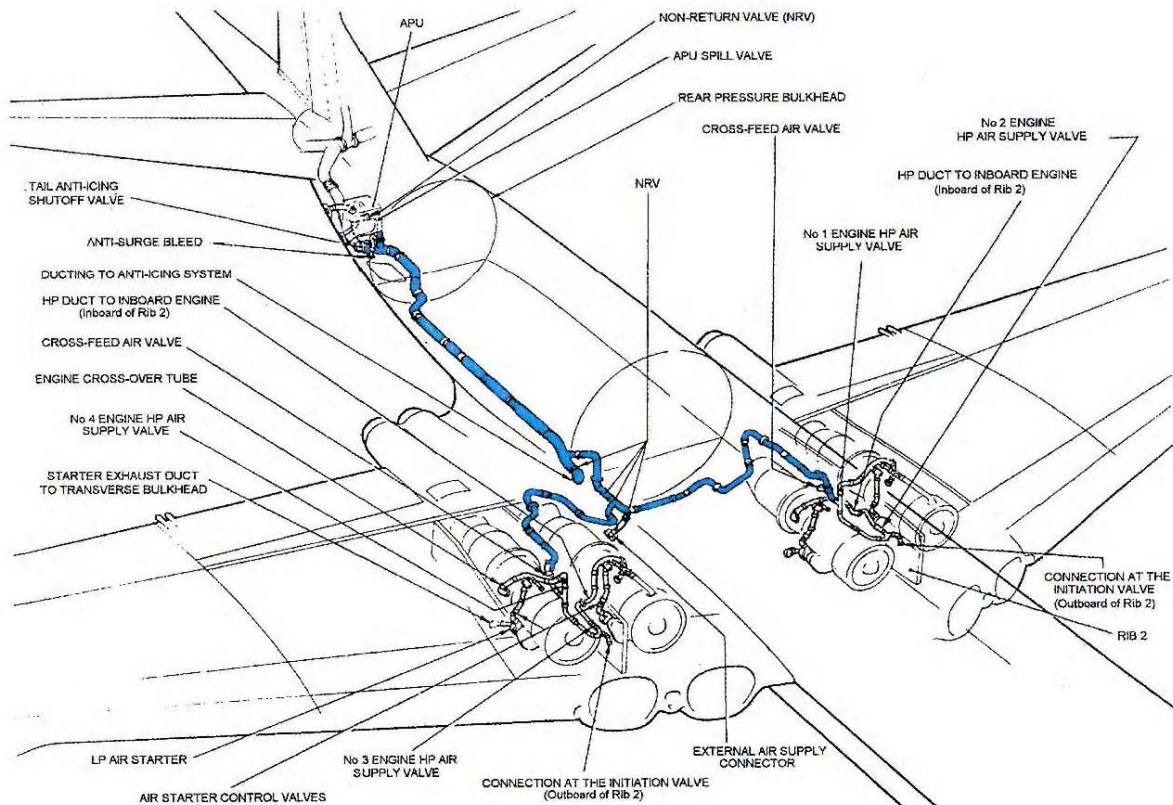 APU
NON-RETURN VALVE (NRV)
APU SPILL VALVE
REAR PRESSURE BULKHEAD
CROSS-FEED AIR VALVE
No 2 ENGINE
HP AIR SUPPLY VALVE
HP DUCT TO INBOARD ENGINE
(Inboard of Rib 2)
NRV
No 1 ENGINE HP AIR
SUPPLY VALVE
TAIL ANTI-ICING
SHUTOFF VALVE
ANTI-SURGE BLEED
DUCTING TO ANTI-ICING SYSTEM
HP DUCT TO INBOARD ENGINE
(Inboard of Rib 2)
CROSS-FEED AIR VALVE
ENGINE CROSS-OVER TUBE
No 4 ENGINE HP AIR
SUPPLY VALVE
STARTER EXHAUST DUCT
TO TRANSVERSE BULKHEAD
CONNECTION AT THE
INITIATION VALVE
(Outboard of Rib 2)
RIB 2
LP AIR STARTER
No 3 ENGINE HP AIR
SUPPLY VALVE
EXTERNAL AIR SUPPLY
CONNECTOR
CONNECTION AT THE INITIATION VALVE
(Outboard of Rib 2)
AIR STARTER CONTROL VALVES